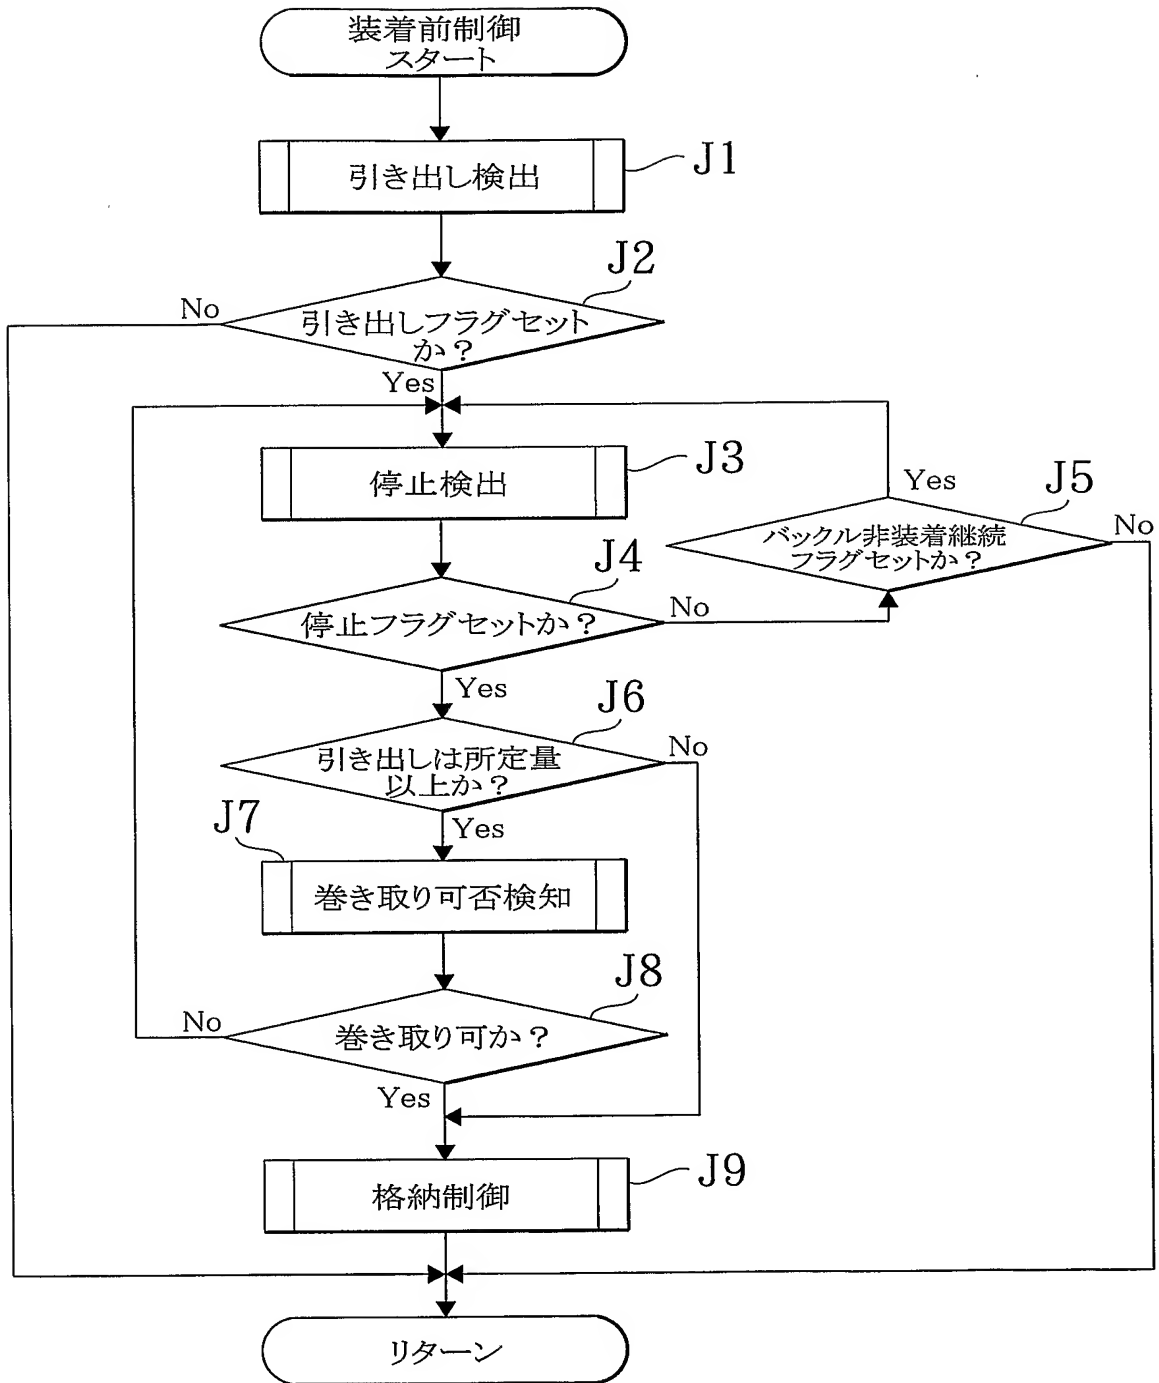 装着前制御
スタート
引き出し検出
J1
J2
No
引き出しフラグセット
か？
Yes
停止検出
J3
Yes
J5
バックル非装着継続
フラグセットか？
No
J4
停止フラグセットか？
No
Yes
J6
引き出しは所定量
以上か？
No
Yes
J7
巻き取り可否検知
J8
No
巻き取り可か？
Yes
格納制御
J9
リターン